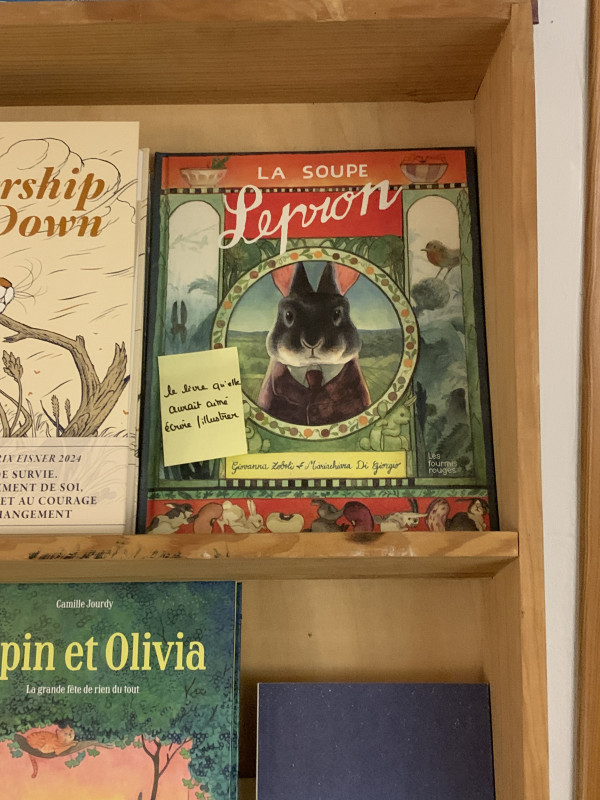 rship
Down
RIX EISNER 2024
DE SURVIE,
EMENT DE SOI,
ET AU COURAGE
HANGEMENT
LA SOUPE
Lepron
le livre qu'elle
aurait aimé
écrire / illustrer
Giovanna Zoboli & Mariachiara Di Giorgio
Les
fourmis
rouges
Camille Jourdy
pin et Olivia
La grande fête de rien du tout